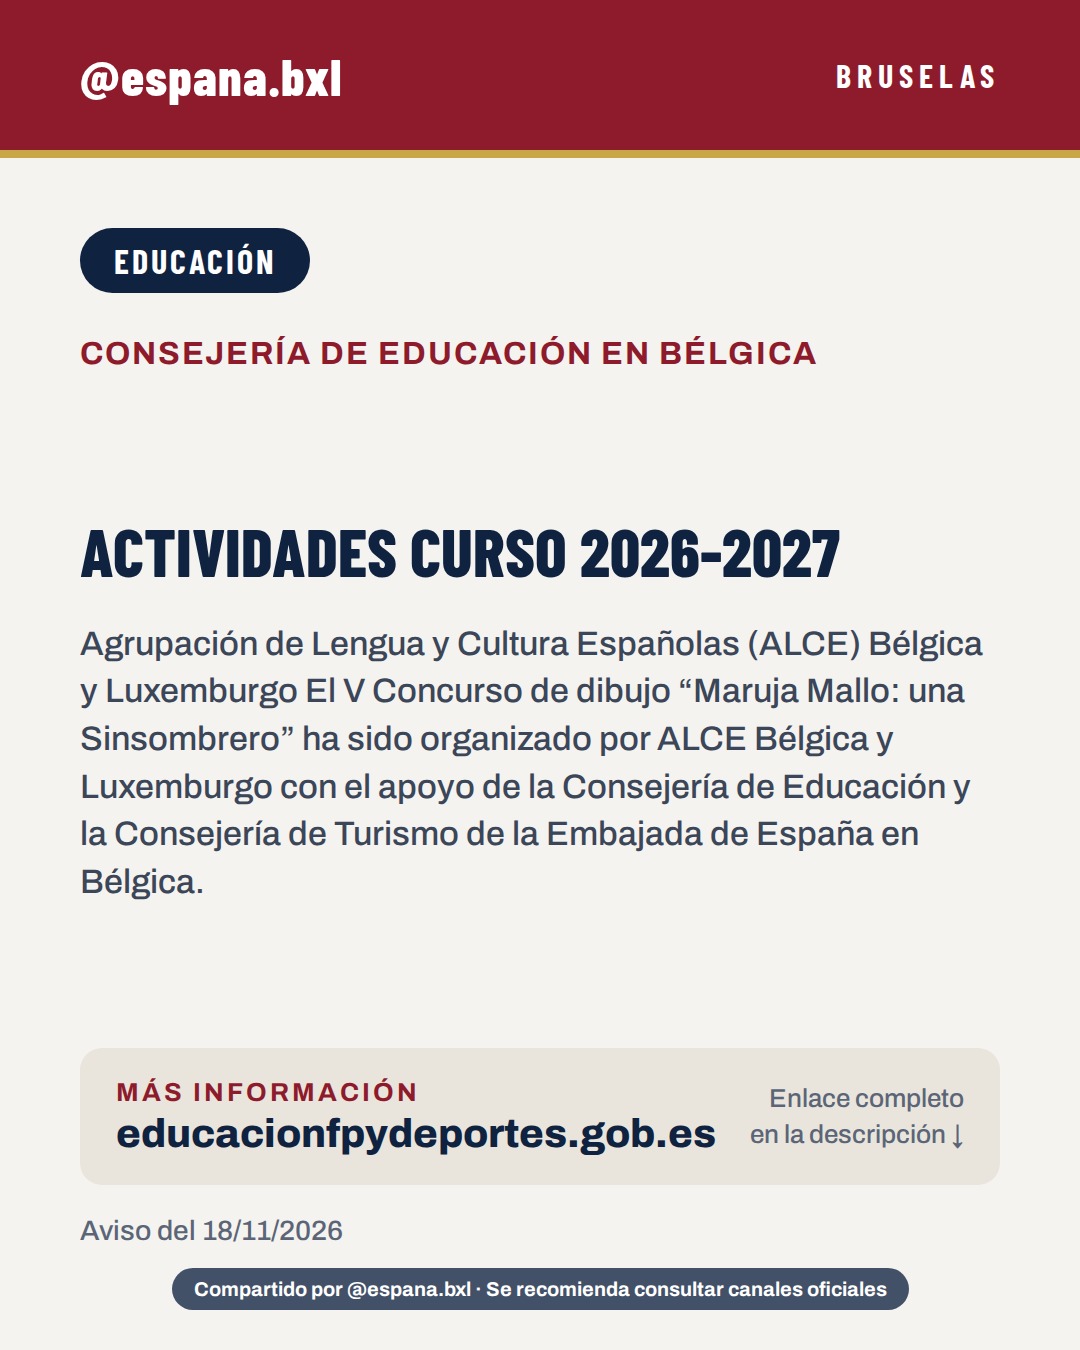 @espana.bxl
BRUSELAS
EDUCACIÓN
CONSEJERÍA DE EDUCACIÓN EN BÉLGICA
ACTIVIDADES CURSO 2026-2027
Agrupación de Lengua y Cultura Españolas (ALCE) Bélgica
y Luxemburgo El V Concurso de dibujo “Maruja Mallo: una
Sinsombrero” ha sido organizado por ALCE Bélgica y
Luxemburgo con el apoyo de la Consejería de Educación y
la Consejería de Turismo de la Embajada de España en
Bélgica.
MÁS INFORMACIÓN
educacionfpydeportes.gob.es
Enlace completo
en la descripción ↓
Aviso del 18/11/2026
Compartido por @espana.bxl · Se recomienda consultar canales oficiales